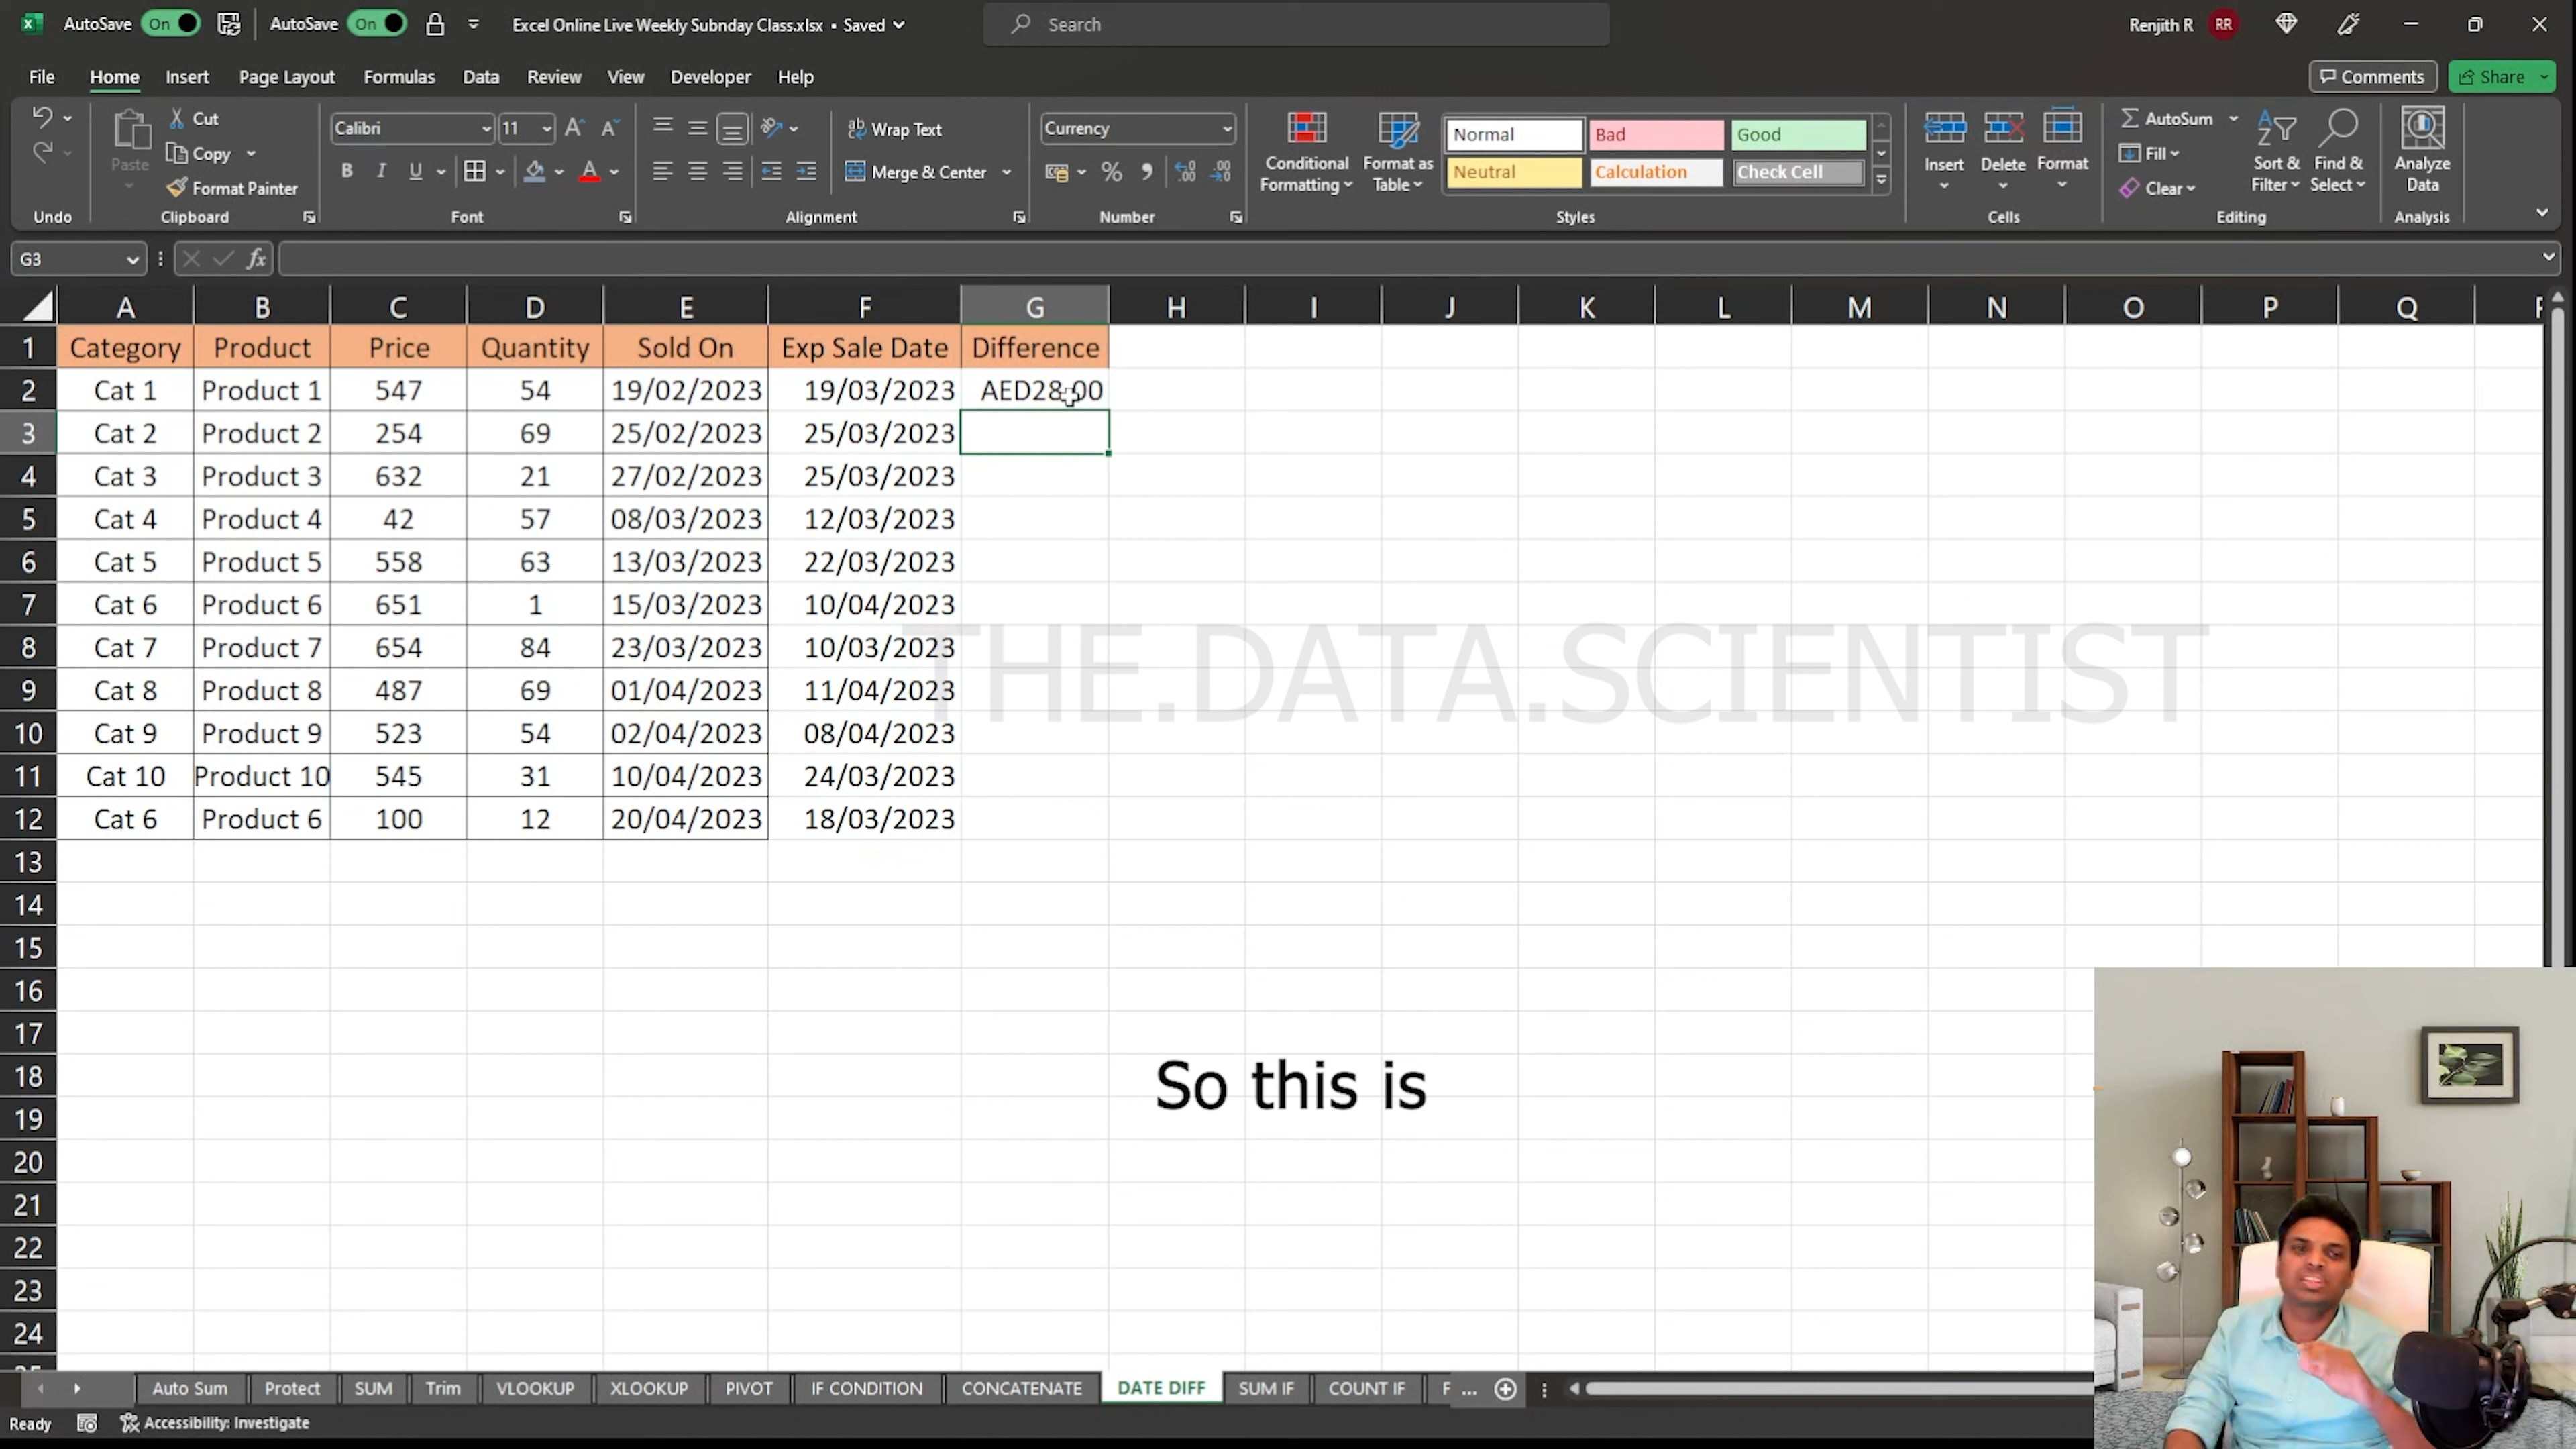 AutoSave On AutoSave On Excel Online Live Weekly Subnday Class.xlsx • Saved Search Renjith R RR
File Home Insert Page Layout Formulas Data Review View Developer Help Comments Share
Paste Cut Copy Format Painter
Calibri 11 B I U A
Wrap Text Merge & Center
Currency %
Conditional Formatting Format as Table
Normal Bad Good
Neutral Calculation Check Cell
Insert Delete Format
AutoSum Fill Clear Sort & Filter Find & Select Analyze Data
Undo Clipboard Font Alignment Number Styles Cells Editing Analysis
G3 fx
A B C D E F G H I J K L M N O P Q
1 Category Product Price Quantity Sold On Exp Sale Date Difference
2 Cat 1 Product 1 547 54 19/02/2023 19/03/2023 AED28.00
3 Cat 2 Product 2 254 69 25/02/2023 25/03/2023
4 Cat 3 Product 3 632 21 27/02/2023 25/03/2023
5 Cat 4 Product 4 42 57 08/03/2023 12/03/2023
6 Cat 5 Product 5 558 63 13/03/2023 22/03/2023
7 Cat 6 Product 6 651 1 15/03/2023 10/04/2023
8 Cat 7 Product 7 654 84 23/03/2023 10/03/2023
THE.DATA.SCIENTIST
9 Cat 8 Product 8 487 69 01/04/2023 11/04/2023
10 Cat 9 Product 9 523 54 02/04/2023 08/04/2023
11 Cat 10 Product 10 545 31 10/04/2023 24/03/2023
12 Cat 6 Product 6 100 12 20/04/2023 18/03/2023
13
14
15
16
17
18
So this is
19
20
21
22
23
24
Auto Sum Protect SUM Trim VLOOKUP XLOOKUP PIVOT IF CONDITION CONCATENATE DATE DIFF SUM IF COUNT IF F ...
Ready Accessibility: Investigate